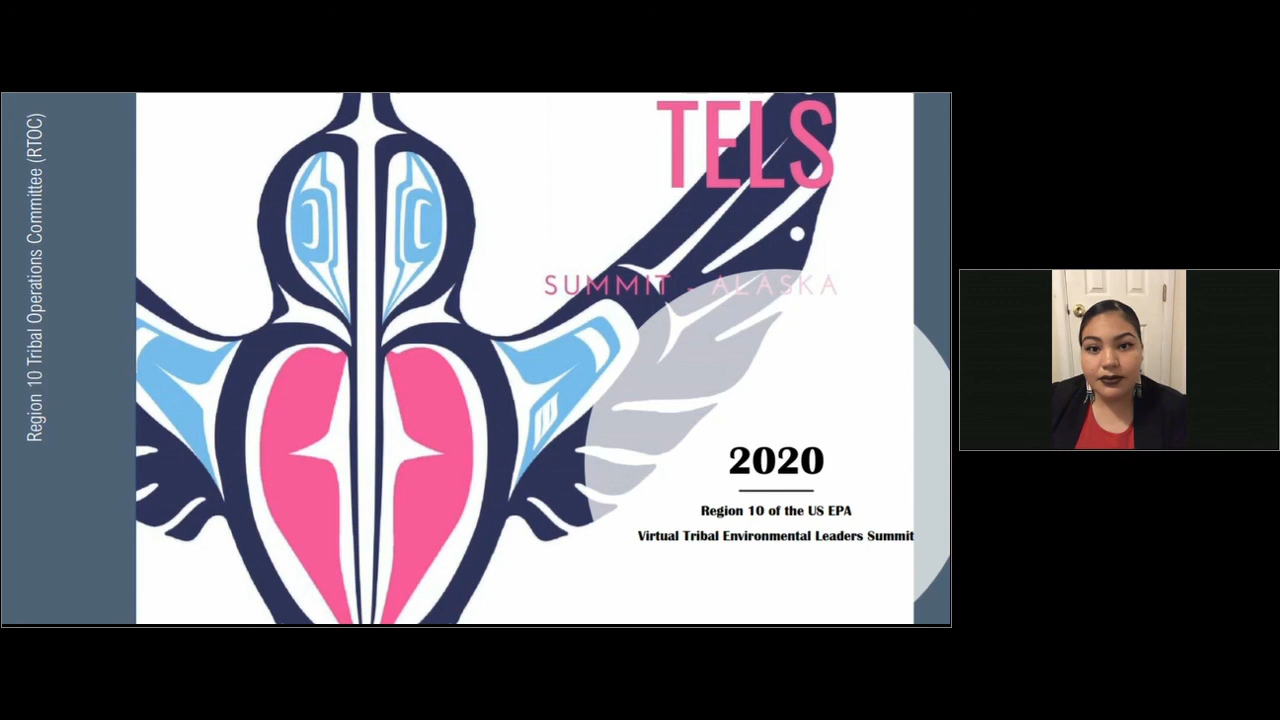 Region 10 Tribal Operations Committee (RTOC)
TELS
SUMMIT - ALASKA
2020
Region 10 of the US EPA
Virtual Tribal Environmental Leaders Summit